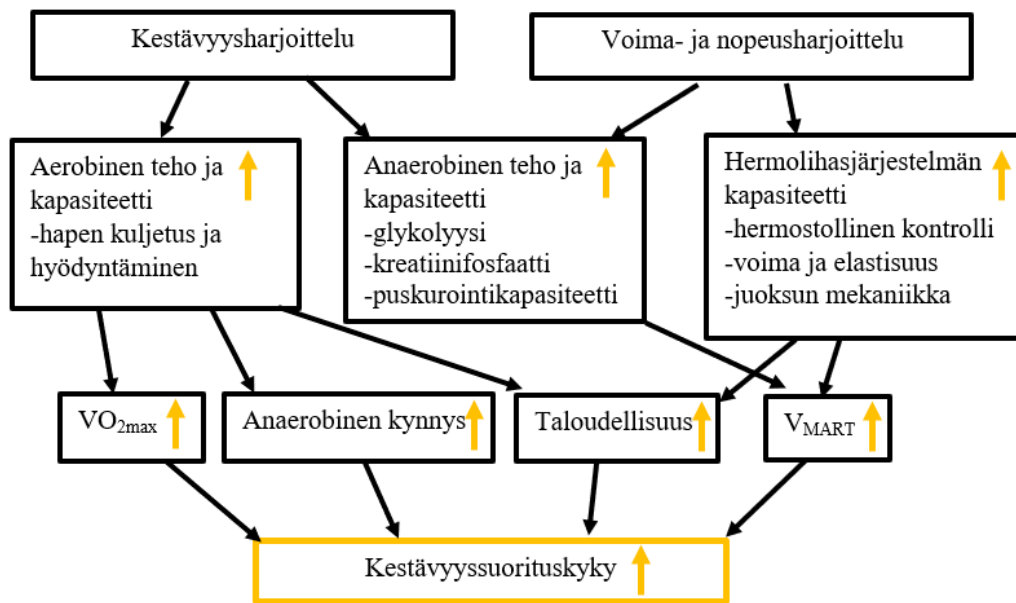 Kestävyysharjoittelu
Voima- ja nopeusharjoittelu
Aerobinen teho ja
kapasiteetti
-hapen kuljetus ja
hyödyntäminen
Anaerobinen teho ja
kapasiteetti
-glykolyysi
-kreatiinifosfaatti
-puskurointikapasiteetti
Hermolihasjärjestelmän
kapasiteetti
-hermostollinen kontrolli
-voima ja elastisuus
-juoksun mekaniikka
VO2max
Anaerobinen kynnys
Taloudellisuus
VMART
Kestävyyssuorituskyky